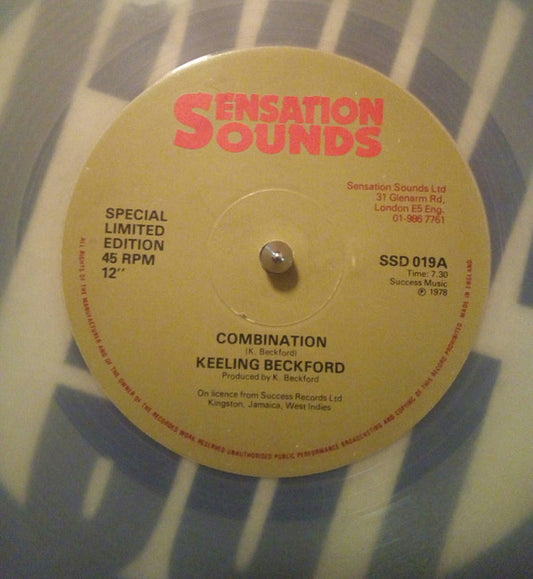 SENSATION
SOUNDS
Sensation Sounds Ltd
31 Glenarm Rd,
London E5 Eng.
01-986 7761
SPECIAL
LIMITED
EDITION
45 RPM
12"
SSD 019A
Time: 7.30
Success Music
℗ 1978
COMBINATION
(K. Beckford)
KEELING BECKFORD
Produced by K. Beckford
On licence from Success Records Ltd
Kingston, Jamaica, West Indies
ALL RIGHTS OF THE MANUFACTURER AND OF THE OWNER OF THE RECORDED WORK RESERVED·UNAUTHORISED PUBLIC PERFORMANCE BROADCASTING AND COPYING OF THIS RECORD PROHIBITED. MADE IN ENGLAND.